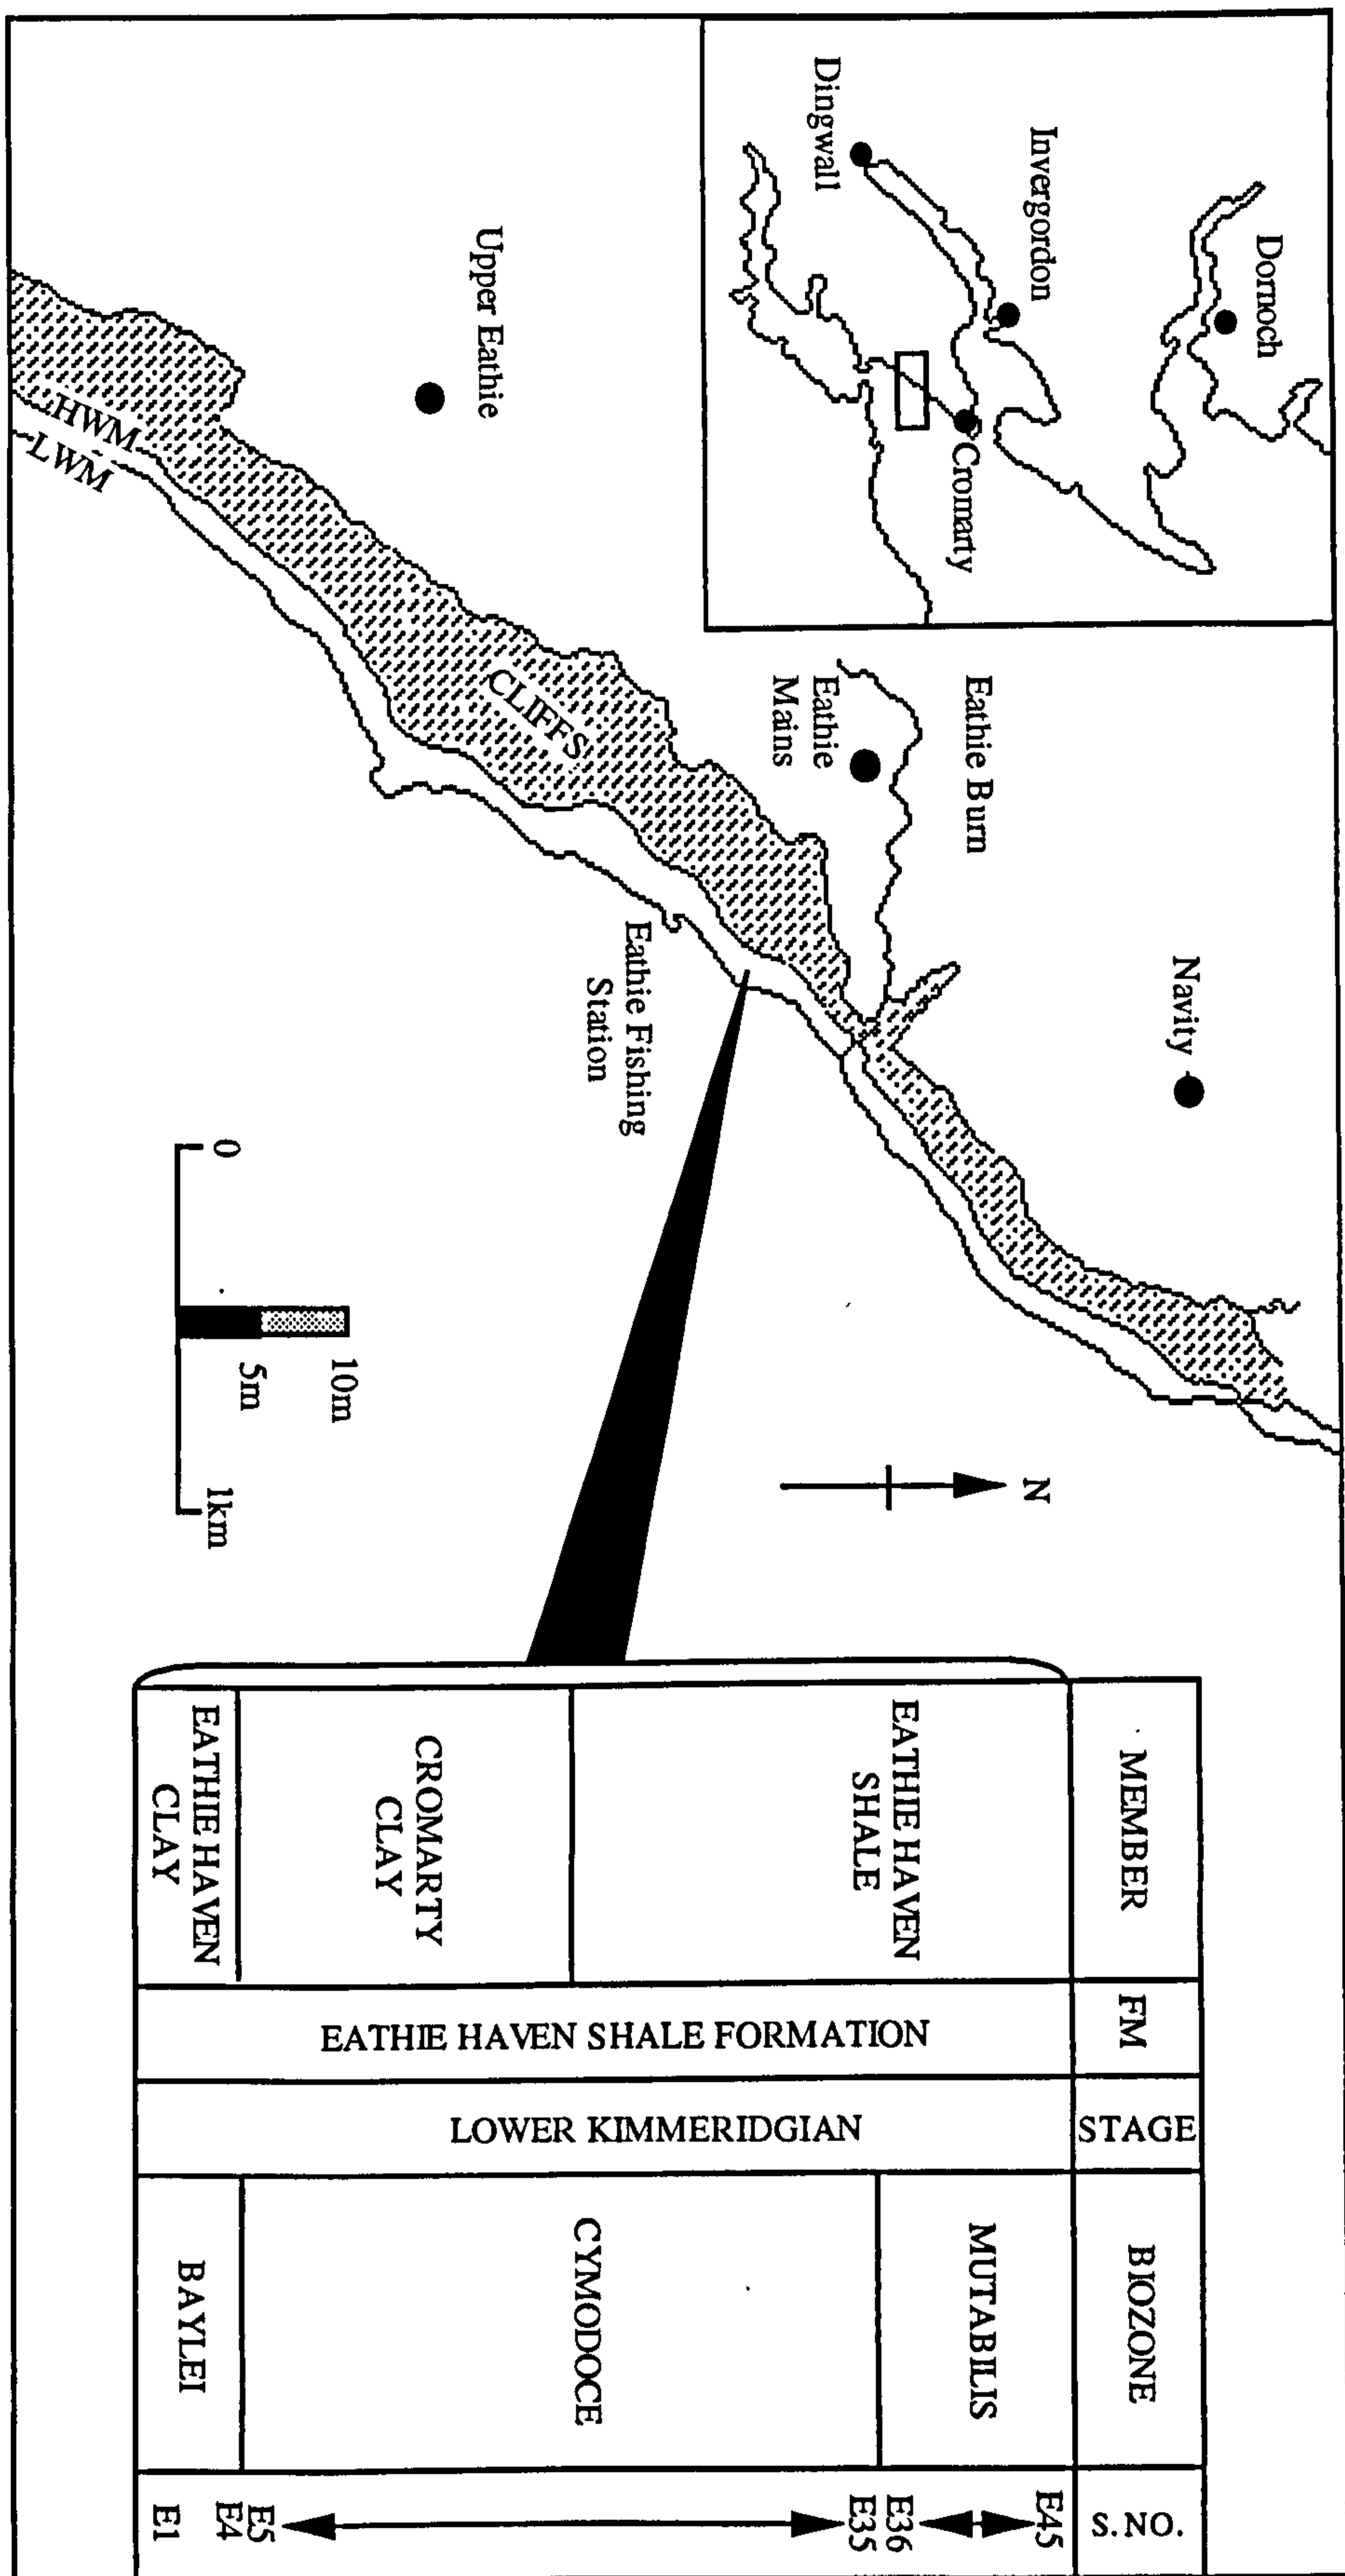 Dornoch
Invergordon
Dingwall
Cromarty
Navity
Eathie Burn
Eathie
Mains
Upper Eathie
CLIFFS
HWM
LWM
Eathie Fishing
Station
N
10m
5m
0
1km
MEMBER
FM
STAGE
BIOZONE
S. NO.
EATHIE HAVEN
SHALE
CROMARTY
CLAY
EATHIE HAVEN
CLAY
EATHIE HAVEN SHALE FORMATION
LOWER KIMMERIDGIAN
MUTABILIS
CYMODOCE
BAYLEI
E45
E36
E35
E5
E4
E1